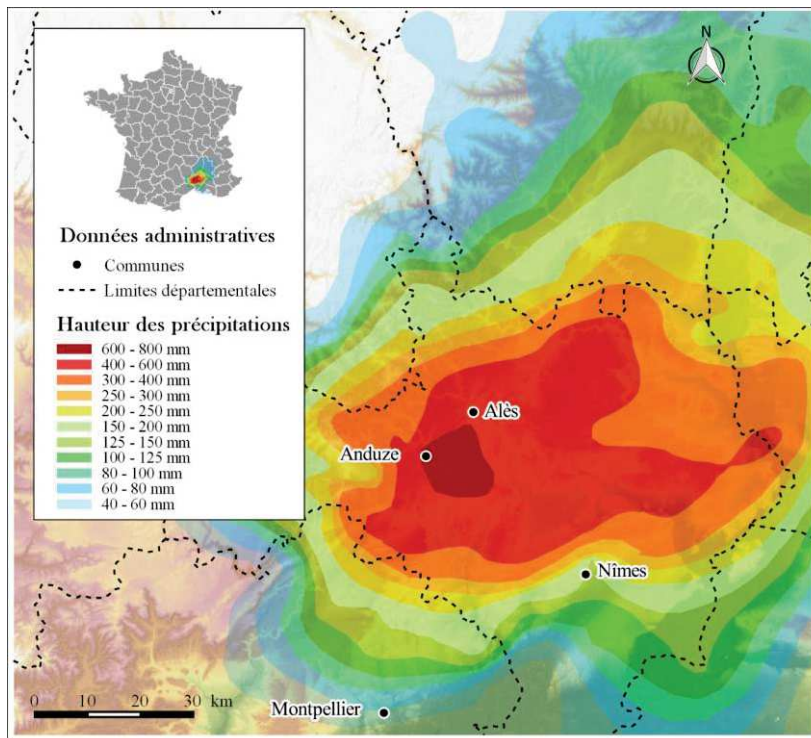 N
Données administratives
Communes
Limites départementales
Hauteur des précipitations
600 - 800 mm
400 - 600 mm
300 - 400 mm
250 - 300 mm
200 - 250 mm
150 - 200 mm
125 - 150 mm
100 - 125 mm
80 - 100 mm
60 - 80 mm
40 - 60 mm
Alès
Anduze
Nîmes
Montpellier
0 10 20 30 km